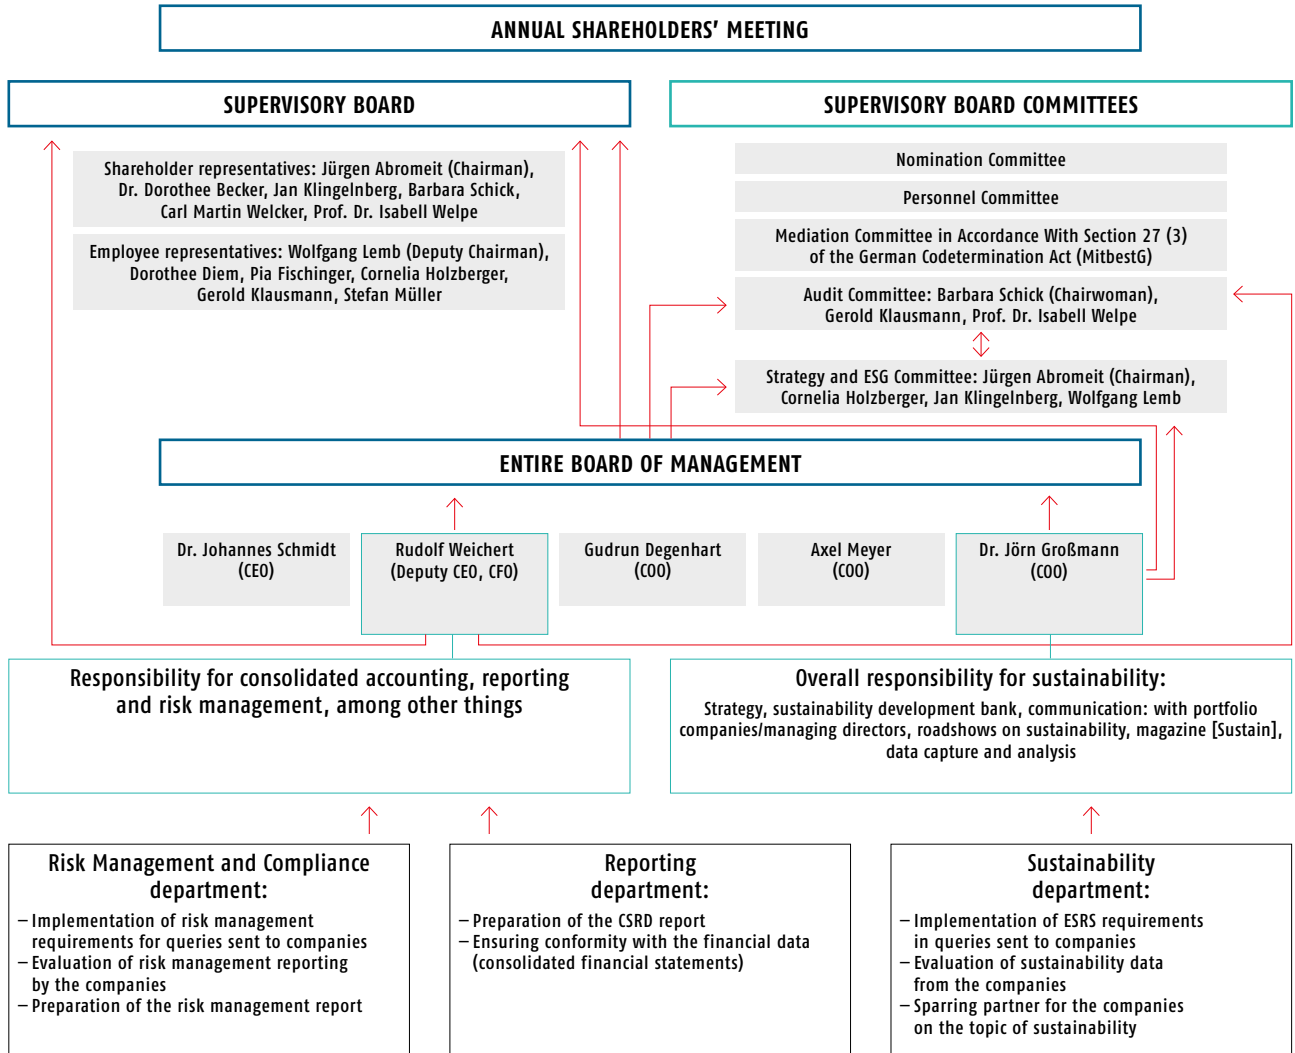 ANNUAL SHAREHOLDERS’ MEETING
SUPERVISORY BOARD
Shareholder representatives: Jürgen Abromeit (Chairman),
Dr. Dorothee Becker, Jan Klingelnberg, Barbara Schick,
Carl Martin Welcker, Prof. Dr. Isabell Welpe
Employee representatives: Wolfgang Lemb (Deputy Chairman),
Dorothee Diem, Pia Fischinger, Cornelia Holzberger,
Gerold Klausmann, Stefan Müller
SUPERVISORY BOARD COMMITTEES
Nomination Committee
Personnel Committee
Mediation Committee in Accordance With Section 27 (3)
of the German Codetermination Act (MitbestG)
Audit Committee: Barbara Schick (Chairwoman),
Gerold Klausmann, Prof. Dr. Isabell Welpe
Strategy and ESG Committee: Jürgen Abromeit (Chairman),
Cornelia Holzberger, Jan Klingelnberg, Wolfgang Lemb
ENTIRE BOARD OF MANAGEMENT
Dr. Johannes Schmidt
(CEO)
Rudolf Weichert
(Deputy CEO, CFO)
Gudrun Degenhart
(COO)
Axel Meyer
(COO)
Dr. Jörn Großmann
(COO)
Responsibility for consolidated accounting, reporting
and risk management, among other things
Overall responsibility for sustainability:
Strategy, sustainability development bank, communication: with portfolio
companies/managing directors, roadshows on sustainability, magazine [Sustain],
data capture and analysis
Risk Management and Compliance
department:
– Implementation of risk management
requirements for queries sent to companies
– Evaluation of risk management reporting
by the companies
– Preparation of the risk management report
Reporting
department:
– Preparation of the CSRD report
– Ensuring conformity with the financial data
(consolidated financial statements)
Sustainability
department:
– Implementation of ESRS requirements
in queries sent to companies
– Evaluation of sustainability data
from the companies
– Sparring partner for the companies
on the topic of sustainability